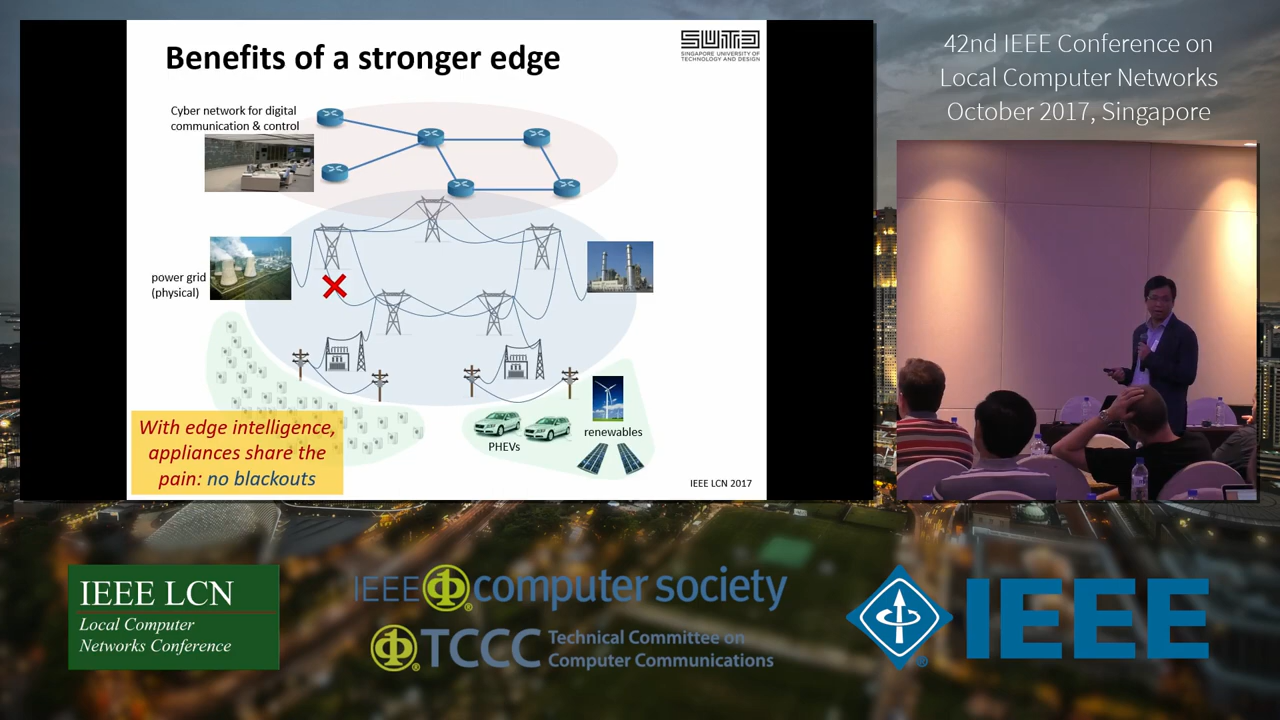 Benefits of a stronger edge
SUTD
SINGAPORE UNIVERSITY OF
TECHNOLOGY AND DESIGN
Cyber network for digital
communication & control
power grid
(physical)
With edge intelligence,
appliances share the
pain: no blackouts
PHEVs
renewables
IEEE LCN 2017
42nd IEEE Conference on
Local Computer Networks
October 2017, Singapore
IEEE LCN
Local Computer
Networks Conference
IEEE computer society
TCCC Technical Committee on
Computer Communications
IEEE